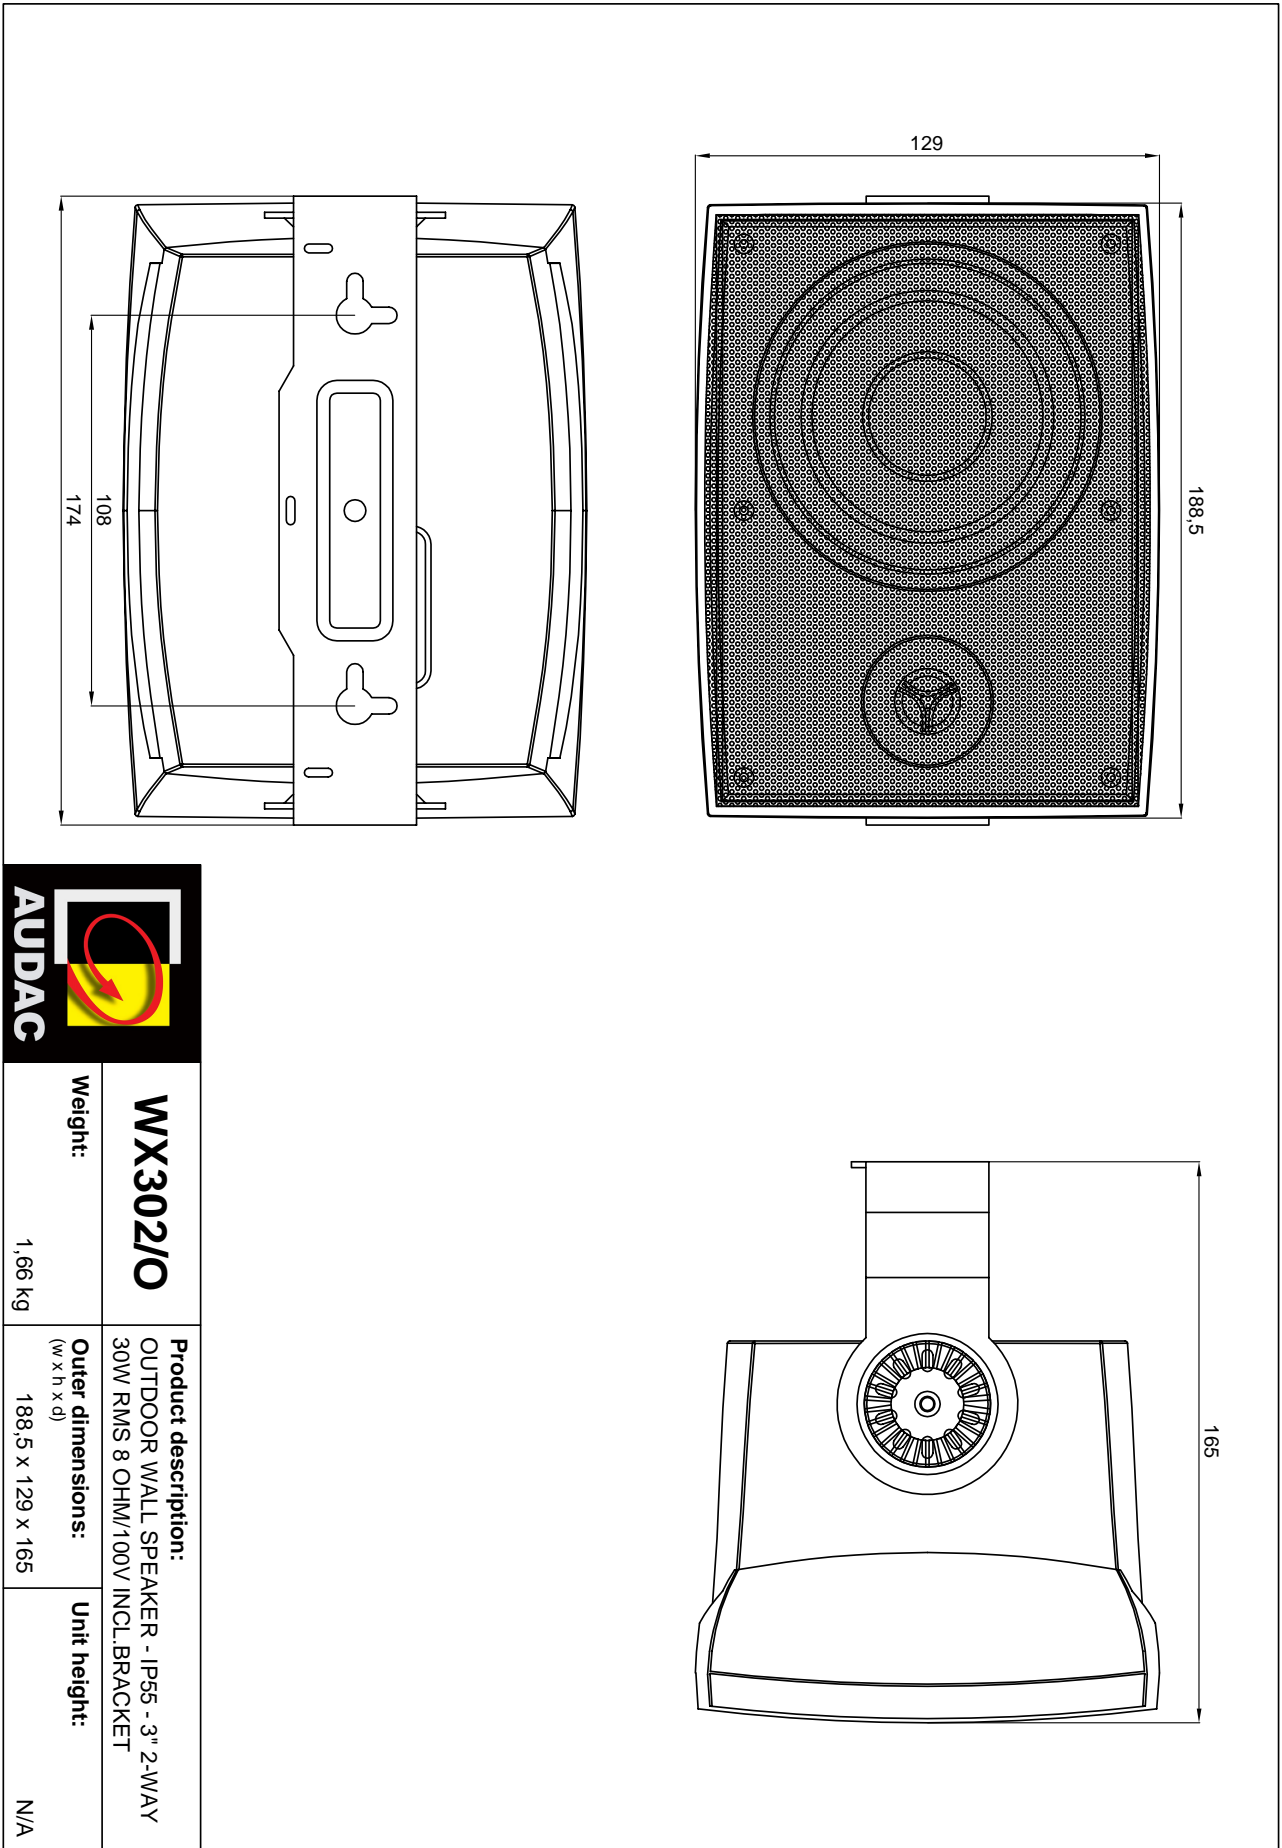 129
188,5
108
174
165
AUDAC
WX302/O
Product description:
OUTDOOR WALL SPEAKER - IP55 - 3" 2-WAY
30W RMS 8 OHM/100V INCL.BRACKET
Weight:
1,66 kg
Outer dimensions:
(w x h x d)
188,5 x 129 x 165
Unit height:
N/A